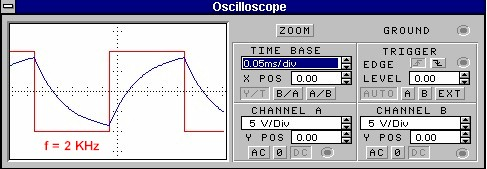 Oscilloscope
ZOOM GROUND
TIME BASE TRIGGER
0.05ms/div EDGE
X POS 0.00 LEVEL 0.00
Y/T B/A A/B AUTO A B EXT
CHANNEL A CHANNEL B
5 V/Div 5 V/Div
Y POS 0.00 Y POS 0.00
AC 0 DC AC 0 DC
f = 2 KHz